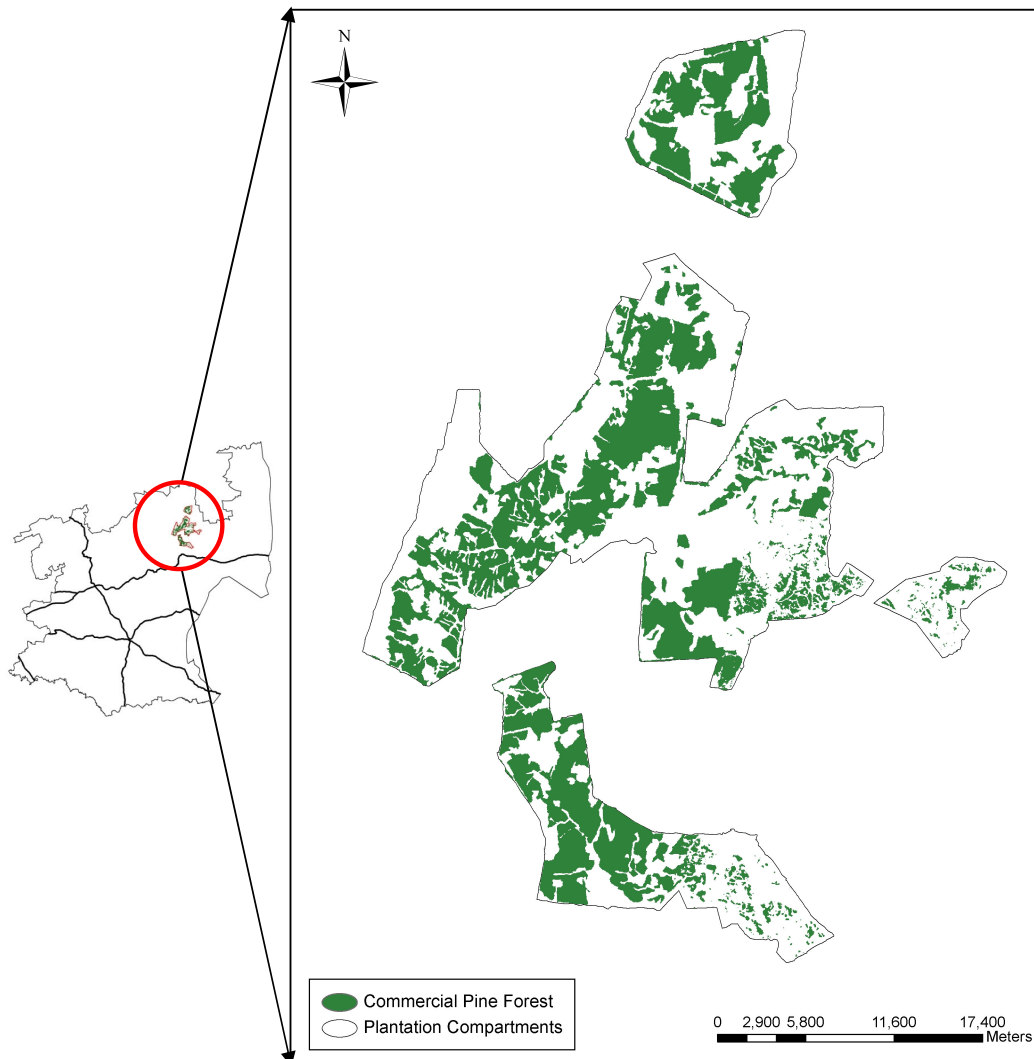 N
Commercial Pine Forest
Plantation Compartments
0 2,900 5,800 11,600 17,400
Meters